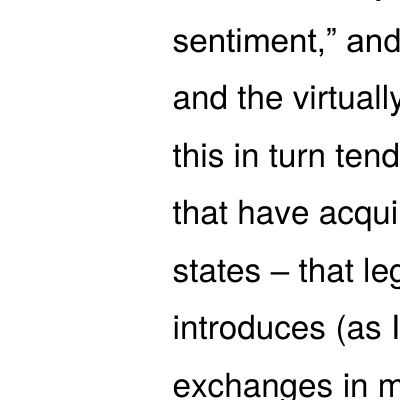 sentiment,” and
and the virtually
this in turn tend
that have acqui
states – that leg
introduces (as I
exchanges in m